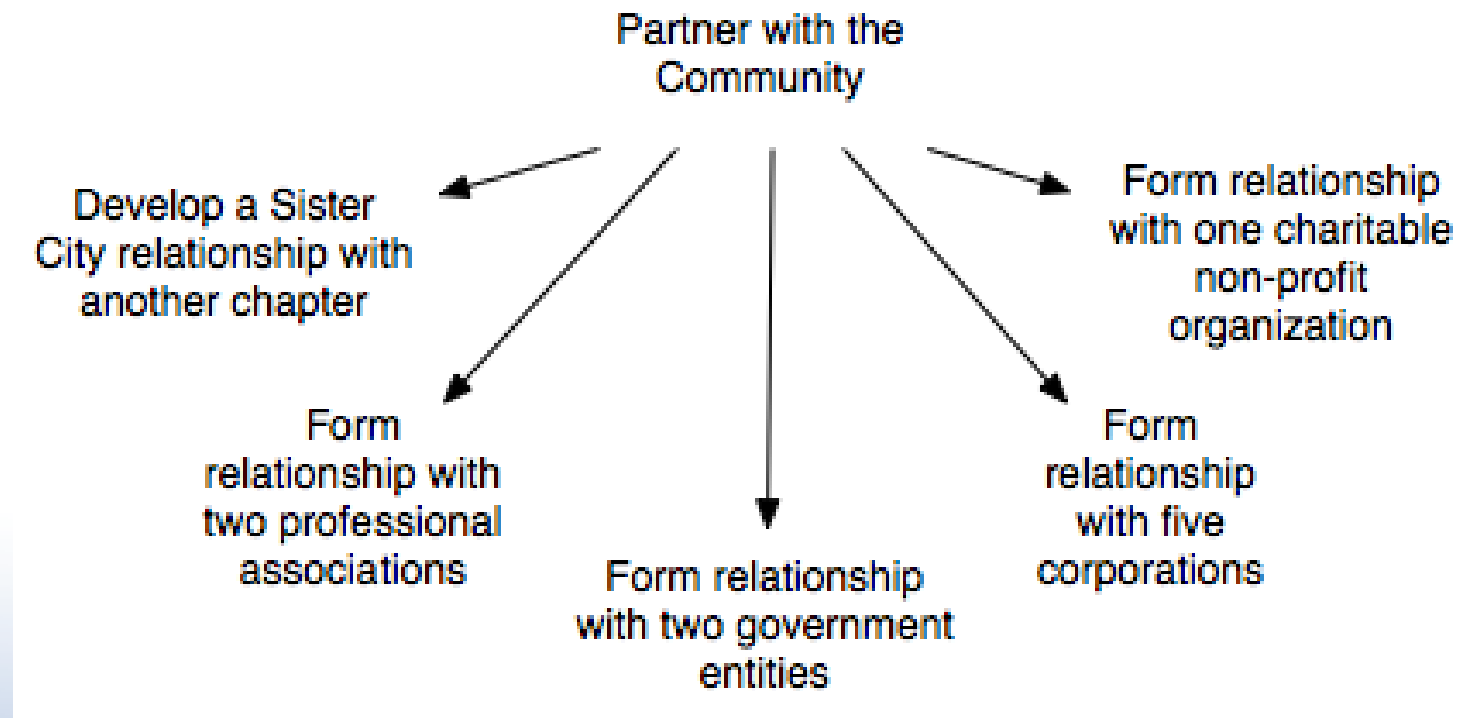 Partner with the
Community
Develop a Sister
City relationship with
another chapter
Form
relationship with
two professional
associations
Form relationship
with two government
entities
Form
relationship
with five
corporations
Form relationship
with one charitable
non-profit
organization